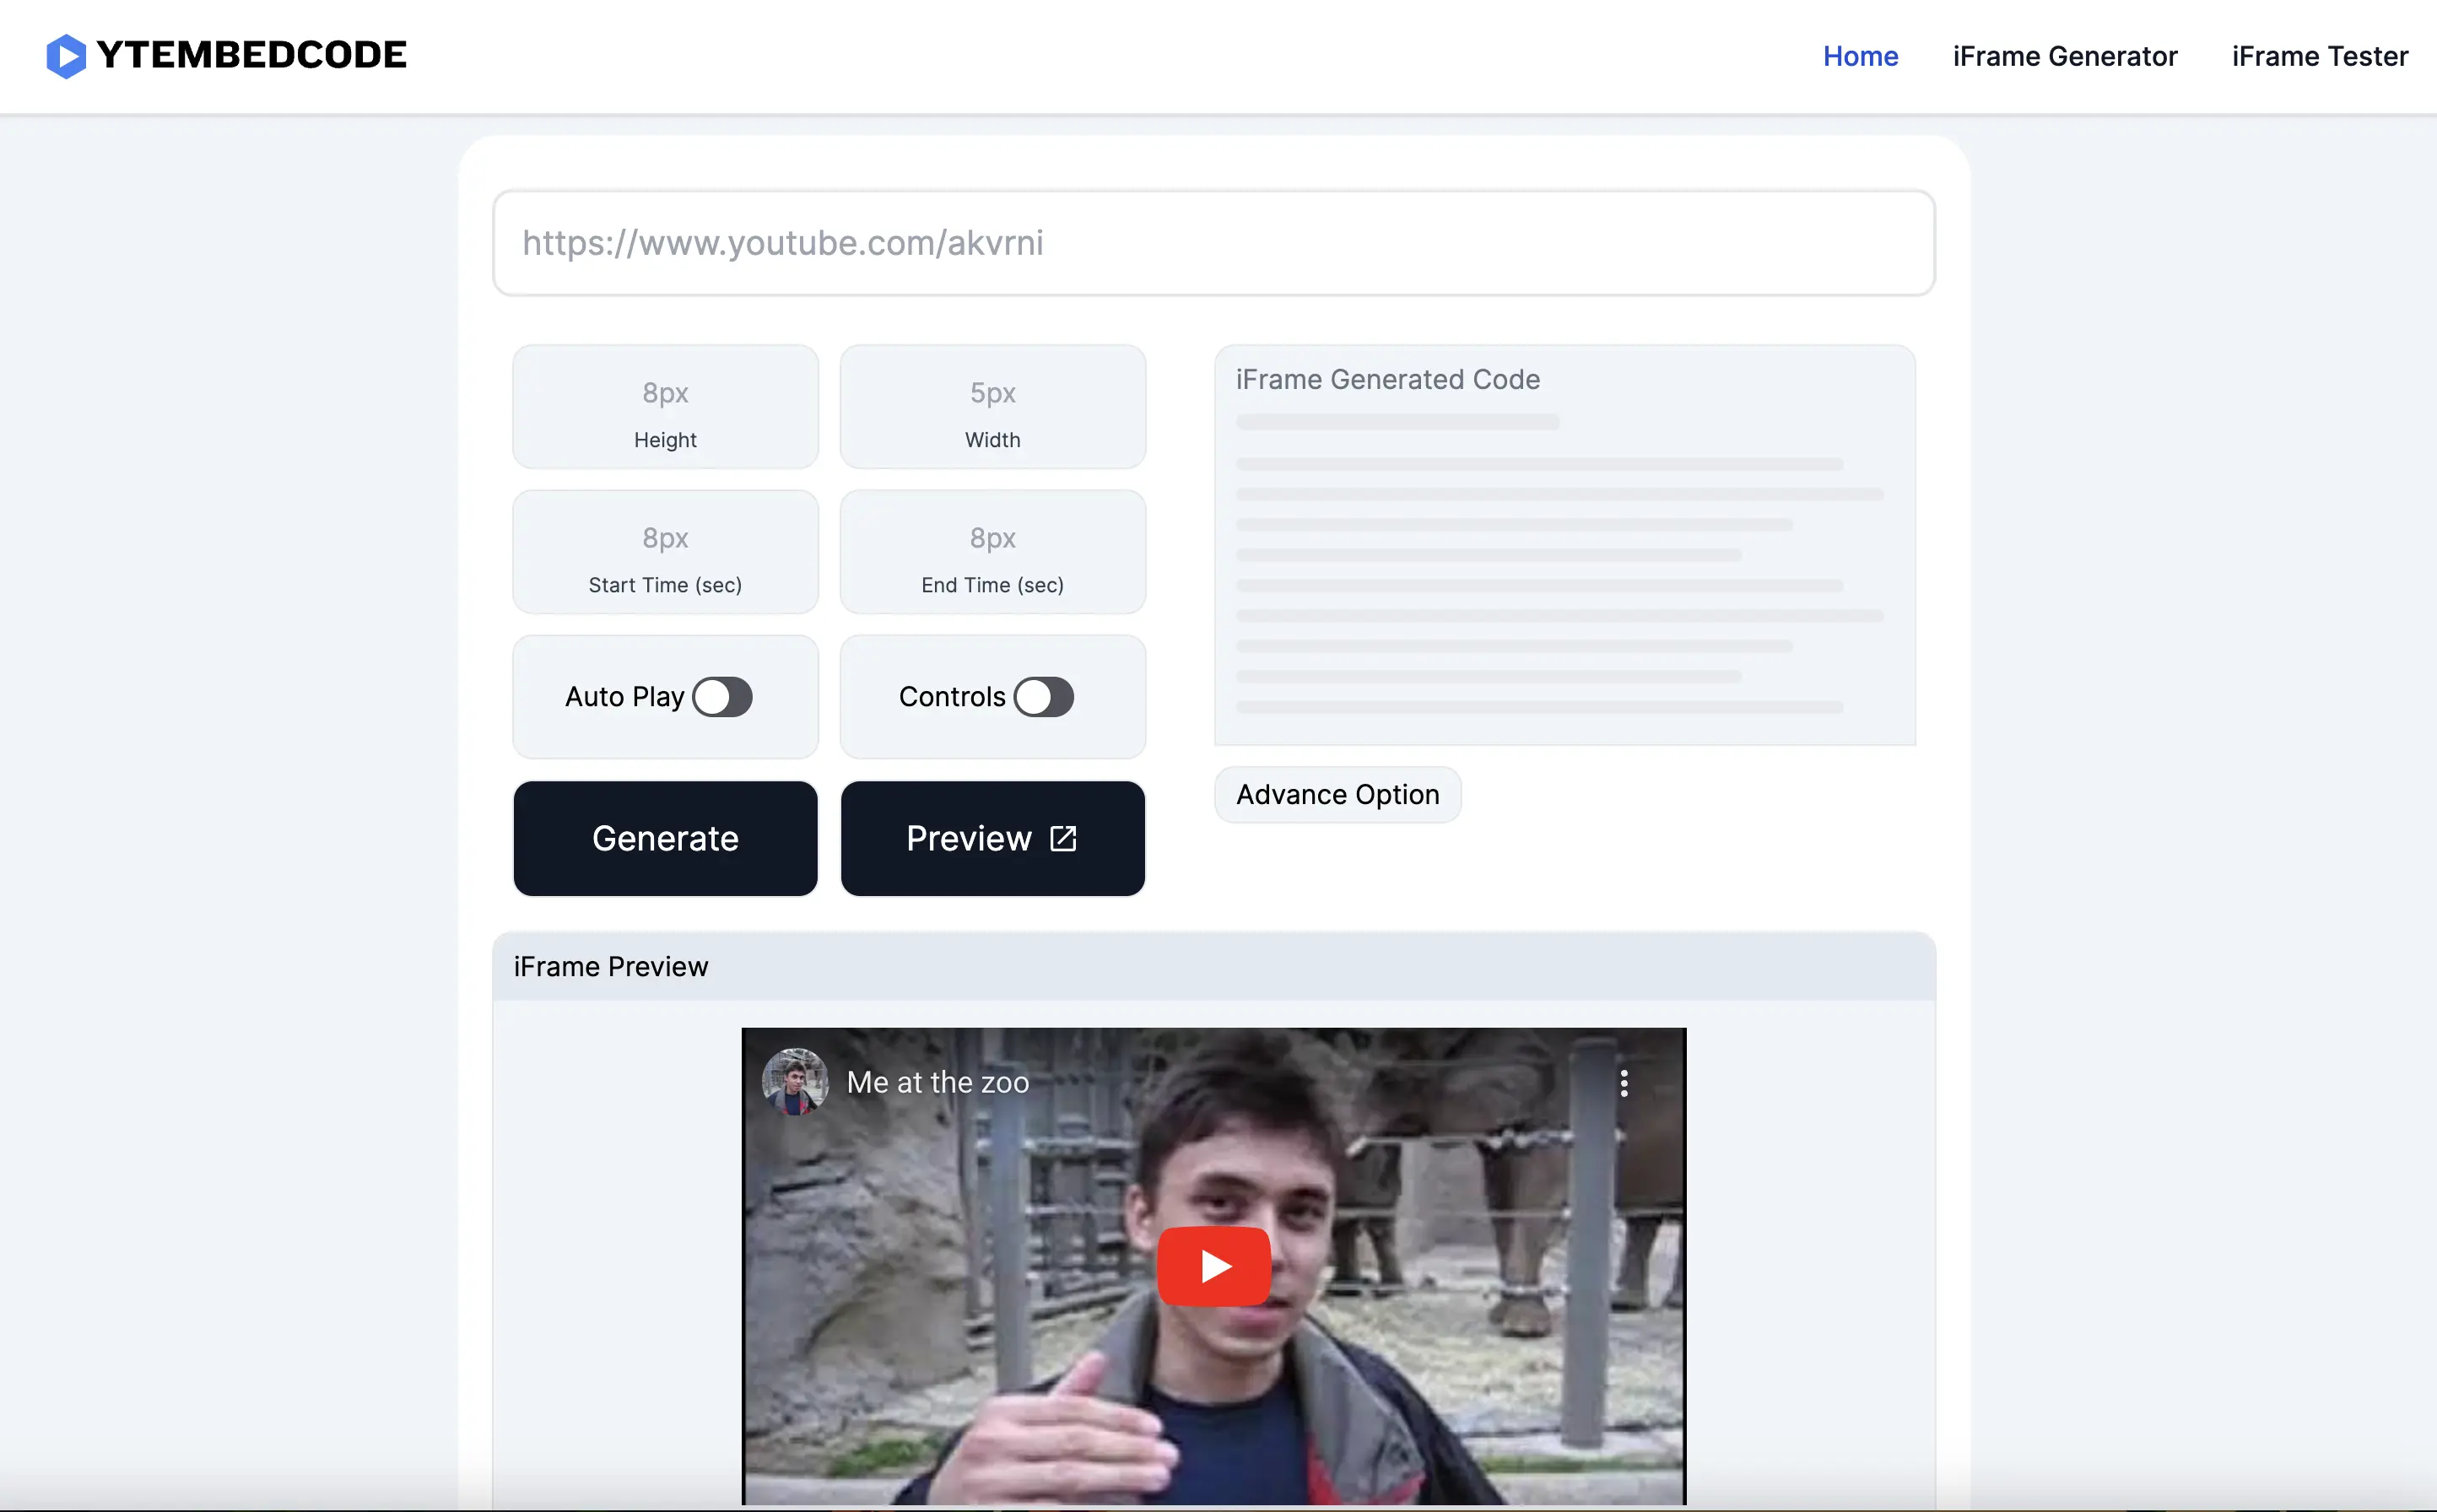 YTEMBEDCODE
Home
iFrame Generator
iFrame Tester
https://www.youtube.com/akvrni
8px
Height
5px
Width
8px
Start Time (sec)
8px
End Time (sec)
Auto Play
Controls
Generate
Preview
iFrame Generated Code
Advance Option
iFrame Preview
Me at the zoo